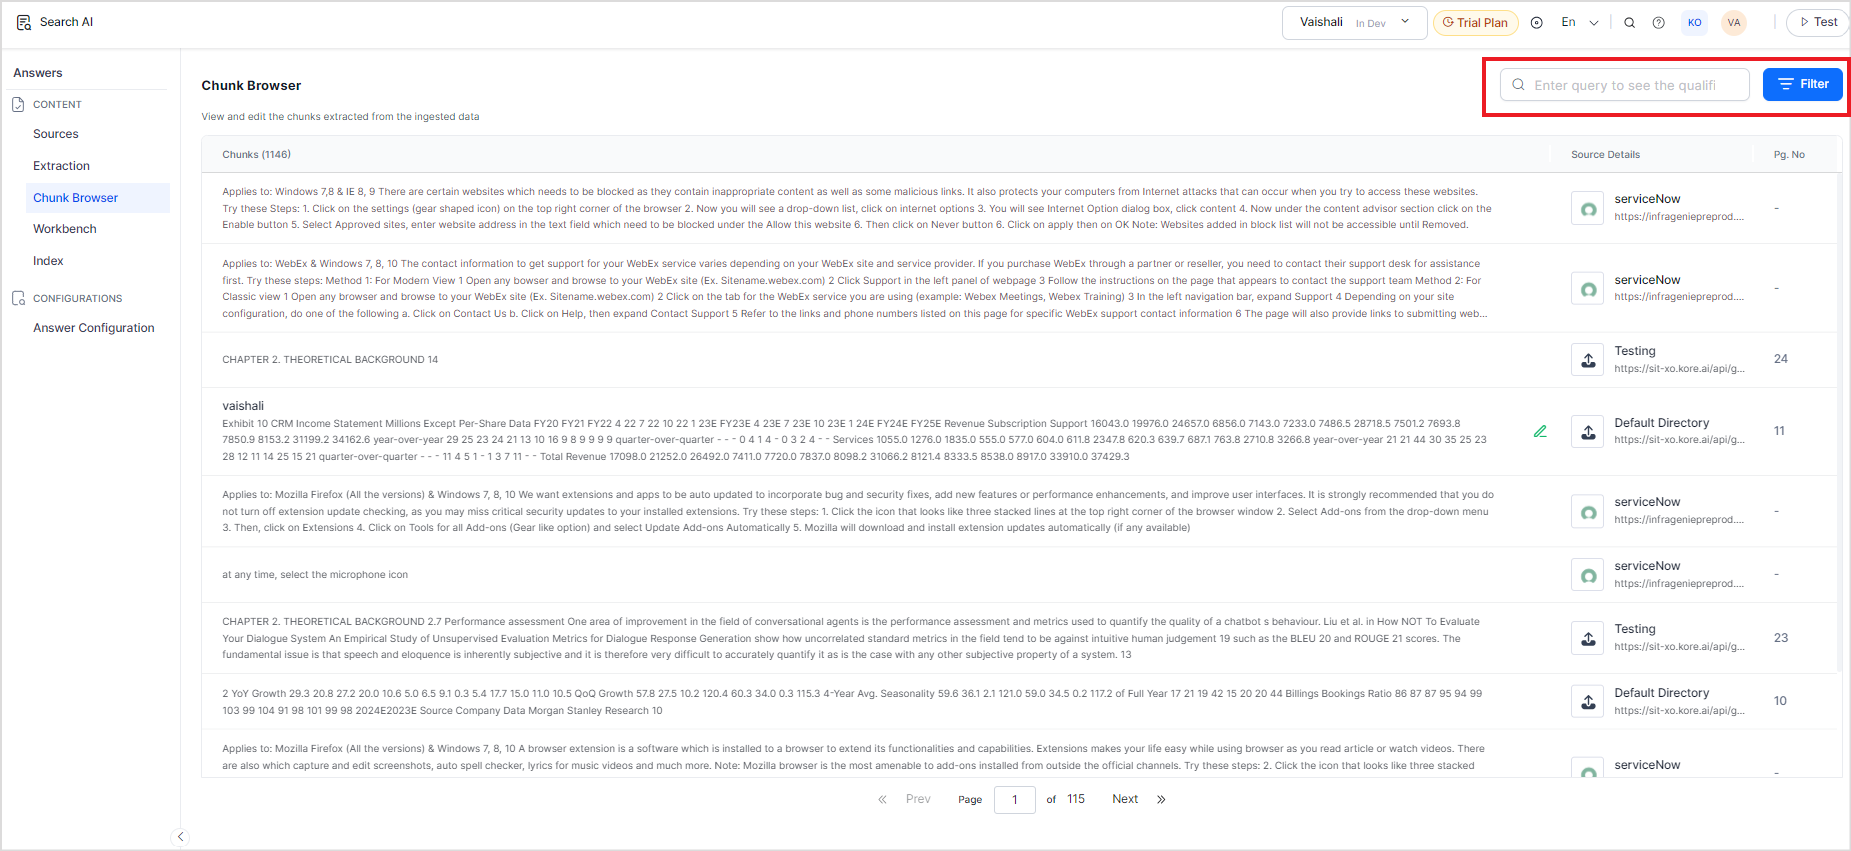 Search AI
Vaishali In Dev
Trial Plan
En
KO
VA
Test
Answers
CONTENT
Sources
Extraction
Chunk Browser
Workbench
Index
CONFIGURATIONS
Answer Configuration
Chunk Browser
View and edit the chunks extracted from the ingested data
Enter query to see the qualifi
Filter
Chunks (1146)
Source Details
Pg. No
Applies to: Windows 7,8 & IE 8, 9 There are certain websites which needs to be blocked as they contain inappropriate content as well as some malicious links. It also protects your computers from Internet attacks that can occur when you try to access these websites.
Try these Steps: 1. Click on the settings (gear shaped icon) on the top right corner of the browser 2. Now you will see a drop-down list, click on internet options 3. You will see Internet Option dialog box, click content 4. Now under the content advisor section click on the
Enable button 5. Select Approved sites, enter website address in the text field which need to be blocked under the Allow this website 6. Then click on Never button 6. Click on apply then on OK Note: Websites added in block list will not be accessible until Removed.
serviceNow
https://infrageniepreprod....
-
Applies to: WebEx & Windows 7, 8, 10 The contact information to get support for your WebEx service varies depending on your WebEx site and service provider. If you purchase WebEx through a partner or reseller, you need to contact their support desk for assistance
first. Try these steps: Method 1: For Modern View 1 Open any bowser and browse to your WebEx site (Ex. Sitename.webex.com) 2 Click Support in the left panel of webpage 3 Follow the instructions on the page that appears to contact the support team Method 2: For
Classic view 1 Open any browser and browse to your WebEx site (Ex. Sitename.webex.com) 2 Click on the tab for the WebEx service you are using (example: Webex Meetings, Webex Training) 3 In the left navigation bar, expand Support 4 Depending on your site
configuration, do one of the following a. Click on Contact Us b. Click on Help, then expand Contact Support 5 Refer to the links and phone numbers listed on this page for specific WebEx support contact information 6 The page will also provide links to submitting web...
serviceNow
https://infrageniepreprod....
-
CHAPTER 2. THEORETICAL BACKGROUND 14
Testing
https://sit-xo.kore.ai/api/g...
24
vaishali
Exhibit 10 CRM Income Statement Millions Except Per-Share Data FY20 FY21 FY22 4 22 7 22 10 22 1 23E FY23E 4 23E 7 23E 10 23E 1 24E FY24E FY25E Revenue Subscription Support 16043.0 19976.0 24657.0 6856.0 7143.0 7233.0 7486.5 28718.5 7501.2 7693.8
7850.9 8153.2 31199.2 34162.6 year-over-year 29 25 23 24 21 13 10 16 9 8 9 9 9 9 quarter-over-quarter - - - 0 4 1 4 - 0 3 2 4 - - Services 1055.0 1276.0 1835.0 555.0 577.0 604.0 611.8 2347.8 620.3 639.7 687.1 763.8 2710.8 3266.8 year-over-year 21 21 44 30 35 25 23
28 12 11 14 25 15 21 quarter-over-quarter - - - 11 4 5 1 - 1 3 7 11 - - Total Revenue 17098.0 21252.0 26492.0 7411.0 7720.0 7837.0 8098.2 31066.2 8121.4 8333.5 8538.0 8917.0 33910.0 37429.3
Default Directory
https://sit-xo.kore.ai/api/g...
11
Applies to: Mozilla Firefox (All the versions) & Windows 7, 8, 10 We want extensions and apps to be auto updated to incorporate bug and security fixes, add new features or performance enhancements, and improve user interfaces. It is strongly recommended that you do
not turn off extension update checking, as you may miss critical security updates to your installed extensions. Try these steps: 1. Click the icon that looks like three stacked lines at the top right corner of the browser window 2. Select Add-ons from the drop-down menu
3. Then, click on Extensions 4. Click on Tools for all Add-ons (Gear like option) and select Update Add-ons Automatically 5. Mozilla will download and install extension updates automatically (if any available)
serviceNow
https://infrageniepreprod....
-
at any time, select the microphone icon
serviceNow
https://infrageniepreprod....
-
CHAPTER 2. THEORETICAL BACKGROUND 2.7 Performance assessment One area of improvement in the field of conversational agents is the performance assessment and metrics used to quantify the quality of a chatbot s behaviour. Liu et al. in How NOT To Evaluate
Your Dialogue System An Empirical Study of Unsupervised Evaluation Metrics for Dialogue Response Generation show how uncorrelated standard metrics in the field tend to be against intuitive human judgement 19 such as the BLEU 20 and ROUGE 21 scores. The
fundamental issue is that speech and eloquence is inherently subjective and it is therefore very difficult to accurately quantify it as is the case with any other subjective property of a system. 13
Testing
https://sit-xo.kore.ai/api/g...
23
2 YoY Growth 29.3 20.8 27.2 20.0 10.6 5.0 6.5 9.1 0.3 5.4 17.7 15.0 11.0 10.5 QoQ Growth 57.8 27.5 10.2 120.4 60.3 34.0 0.3 115.3 4-Year Avg. Seasonality 59.6 36.1 2.1 121.0 59.0 34.5 0.2 117.2 of Full Year 17 21 19 42 15 20 20 44 Billings Bookings Ratio 86 87 87 95 94 99
103 99 104 91 98 101 99 98 2024E2023E Source Company Data Morgan Stanley Research 10
Default Directory
https://sit-xo.kore.ai/api/g...
10
Applies to: Mozilla Firefox (All the versions) & Windows 7, 8, 10 A browser extension is a software which is installed to a browser to extend its functionalities and capabilities. Extensions makes your life easy while using browser as you read article or watch videos. There
are also which capture and edit screenshots, auto spell checker, lyrics for music videos and much more. Note: Mozilla browser is the most amenable to add-ons installed from outside the official channels. Try these steps: 2. Click the icon that looks like three stacked
serviceNow
-
Prev Page 1 of 115 Next